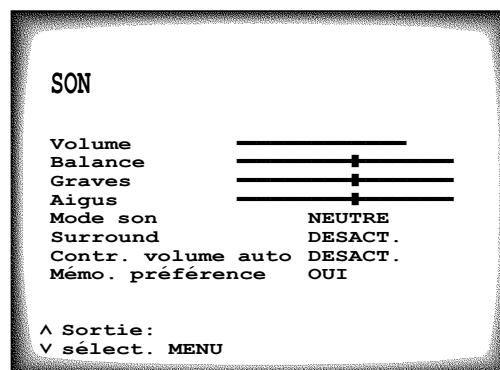 SON
Volume
Balance
Graves
Aigus
Mode son NEUTRE
Surround DESACT.
Contr. volume auto DESACT.
Mémo. préférence OUI
∧ Sortie:
∨ sélect. MENU